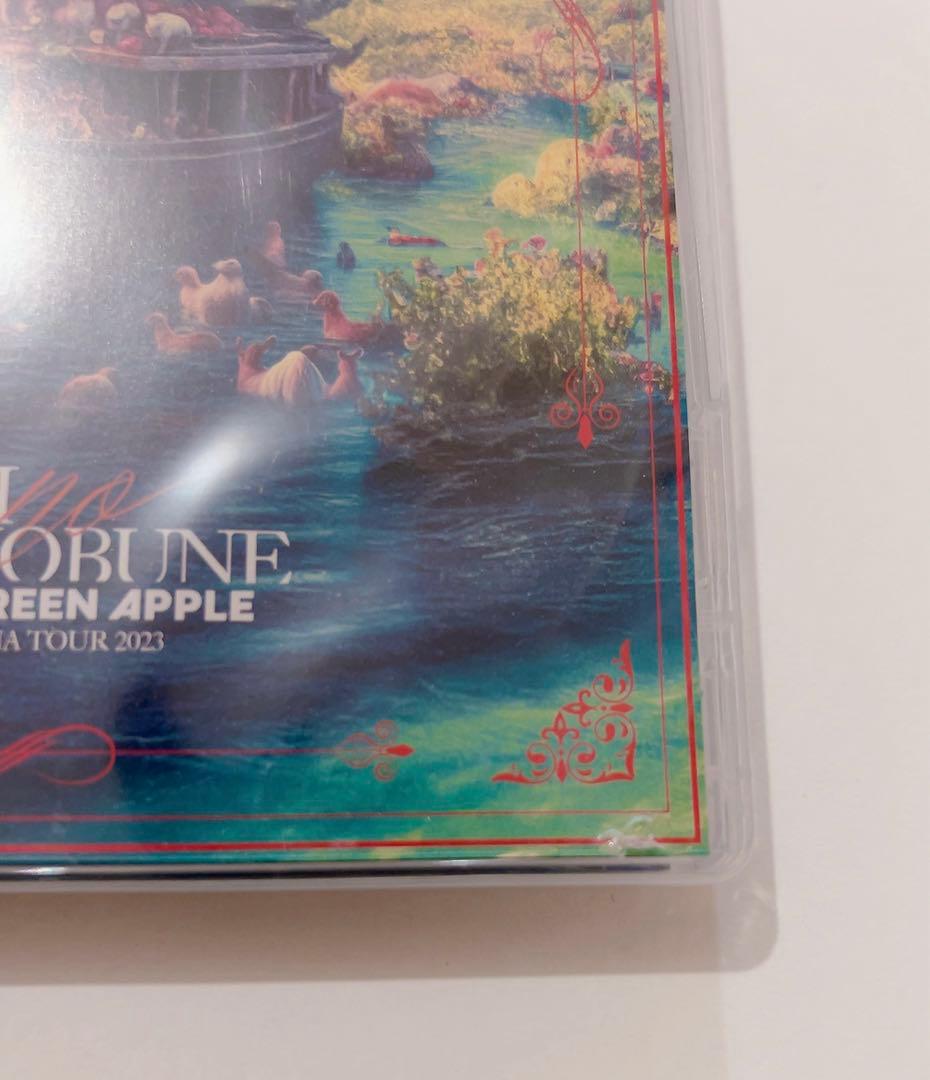 I no
OBUNE
REEN APPLE
IA TOUR 2023